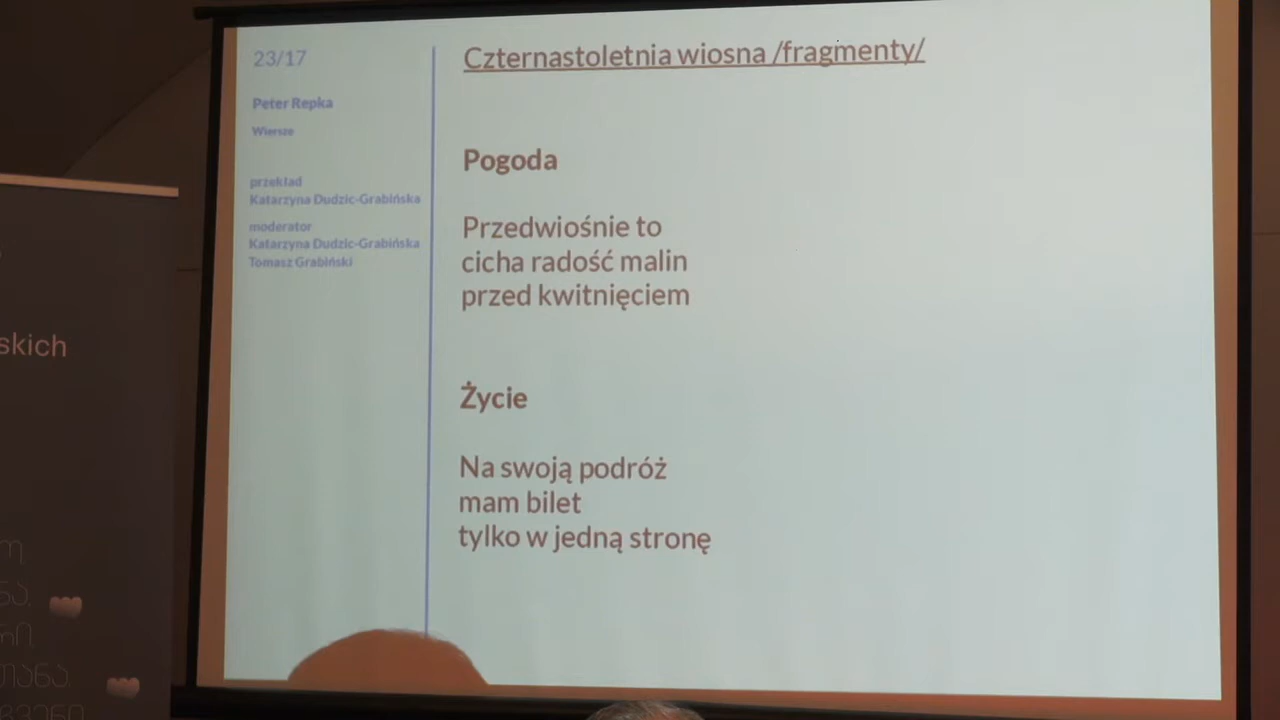 23/17
Peter Repka
Wiersze
przekład
Katarzyna Dudzic-Grabińska
moderator
Katarzyna Dudzic-Grabińska
Tomasz Grabiński
Czternastoletnia wiosna /fragmenty/
Pogoda
Przedwiośnie to
cicha radość malin
przed kwitnięciem
Życie
Na swoją podróż
mam bilet
tylko w jedną stronę
skich